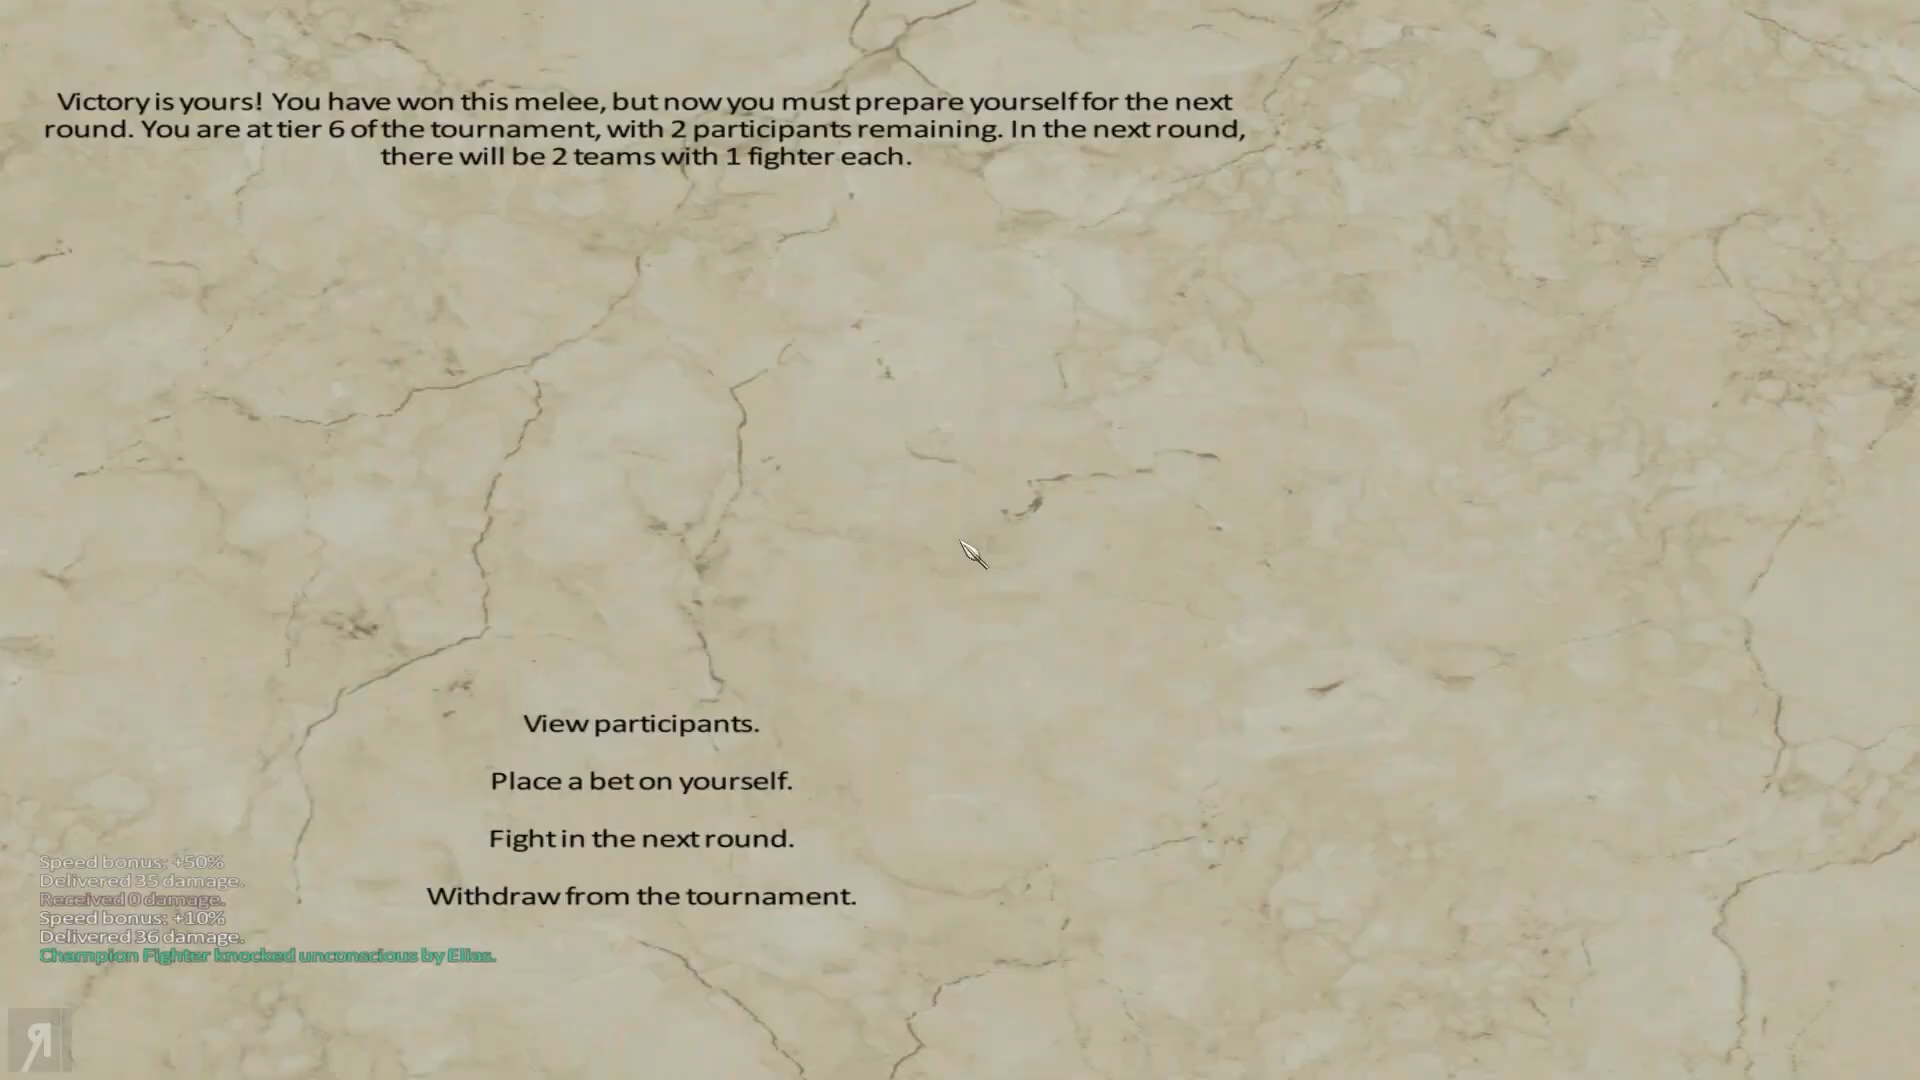 Victory is yours! You have won this melee, but now you must prepare yourself for the next
round. You are at tier 6 of the tournament, with 2 participants remaining. In the next round,
there will be 2 teams with 1 fighter each.
View participants.
Place a bet on yourself.
Fight in the next round.
Withdraw from the tournament.
Speed bonus: +50%
Delivered 35 damage.
Received 0 damage.
Speed bonus: +10%
Delivered 36 damage.
Champion Fighter knocked unconscious by Elias.